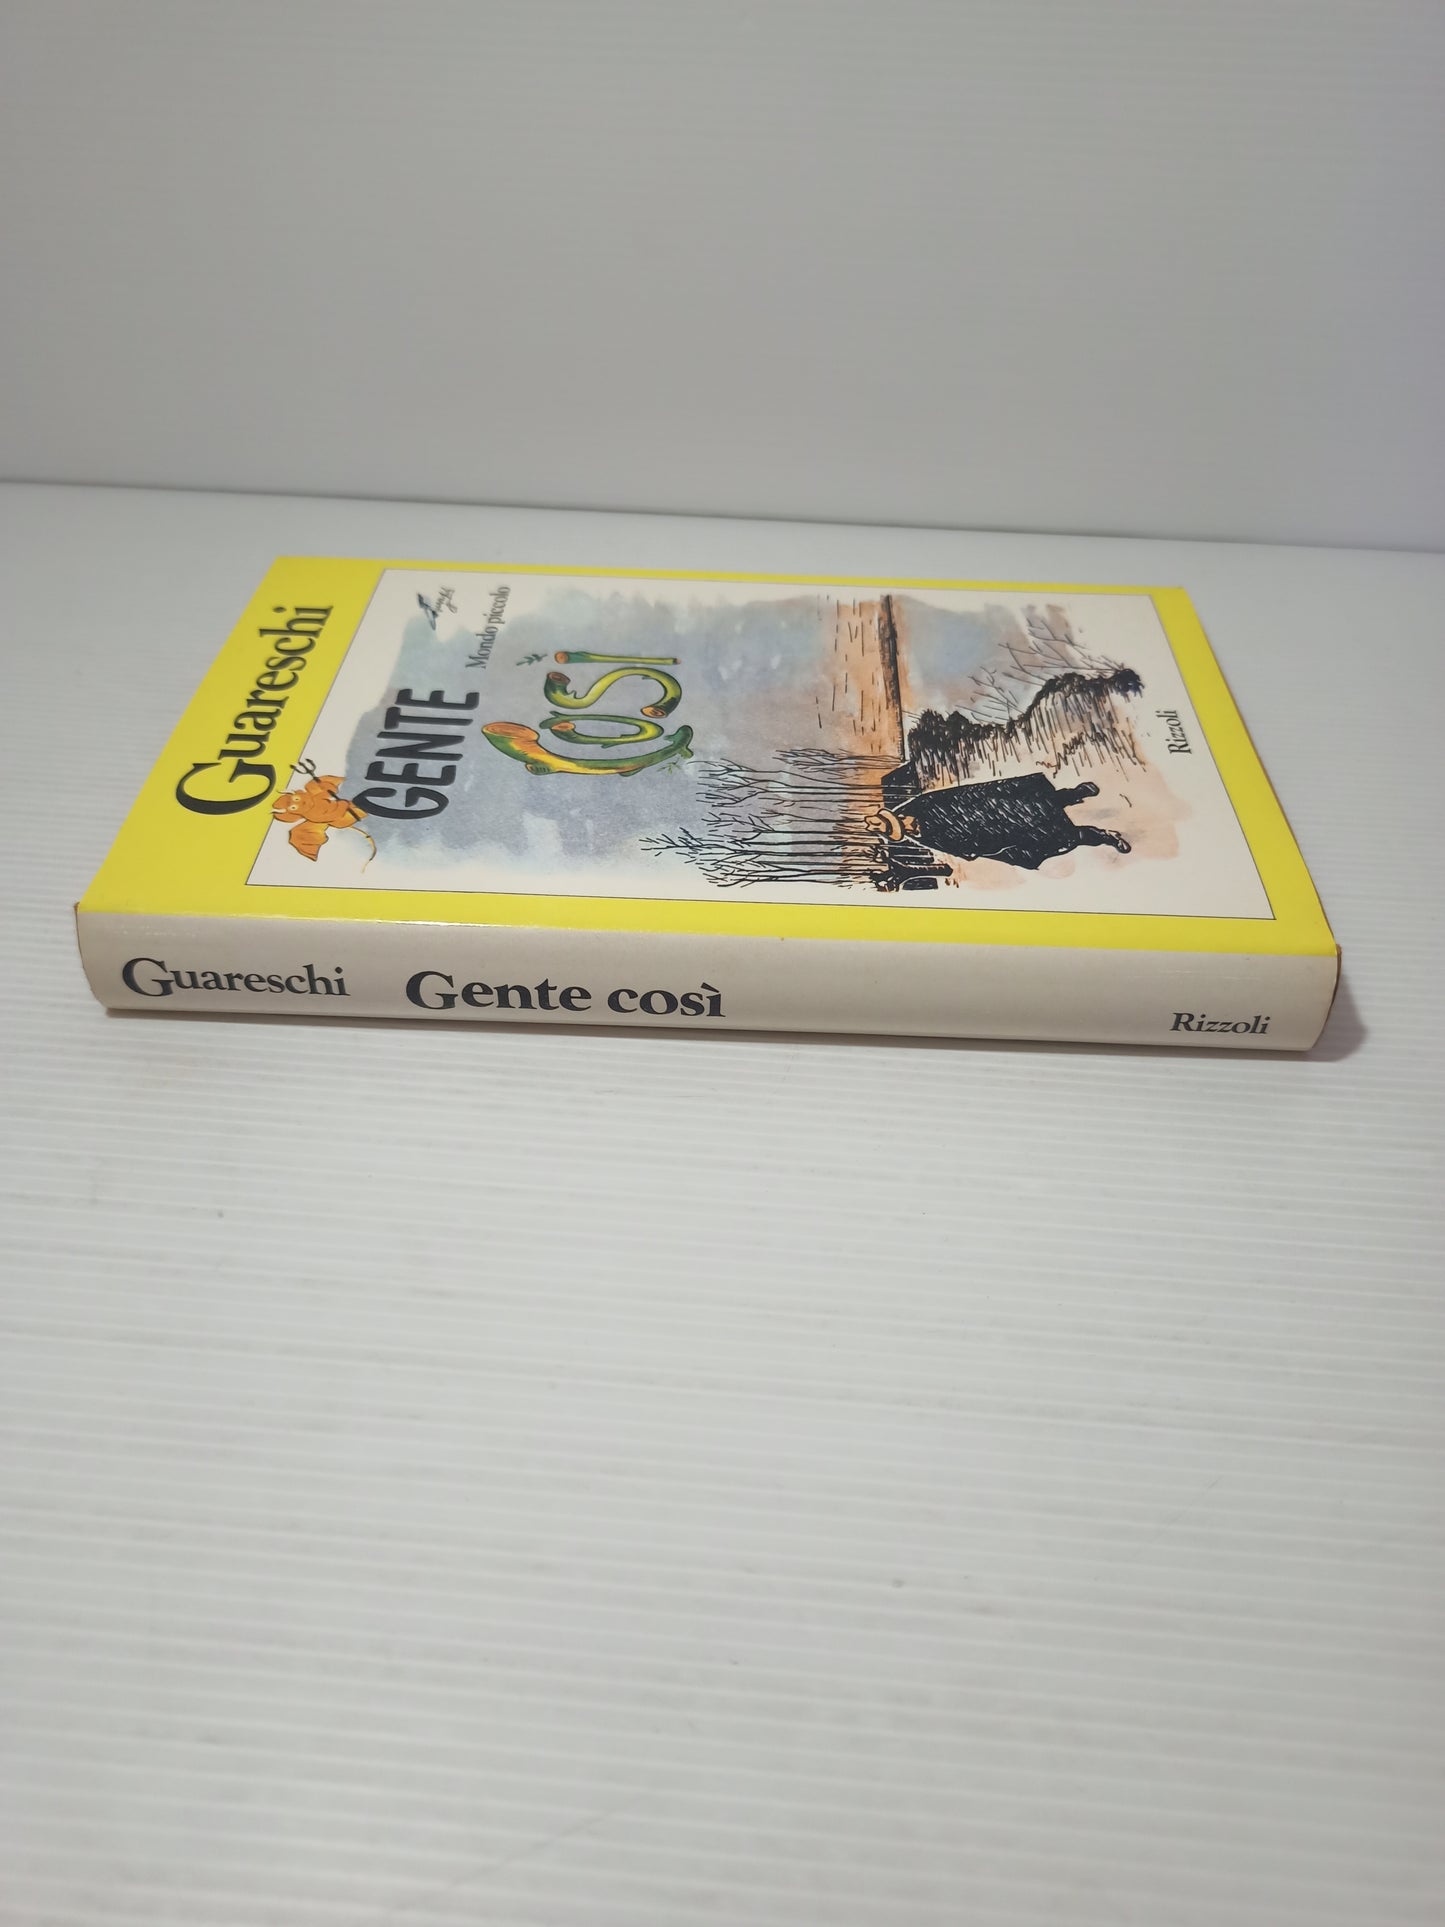 Guareschi
GENTE
Mondo piccolo
COSÌ
Rizzoli
Guareschi Gente così Rizzoli